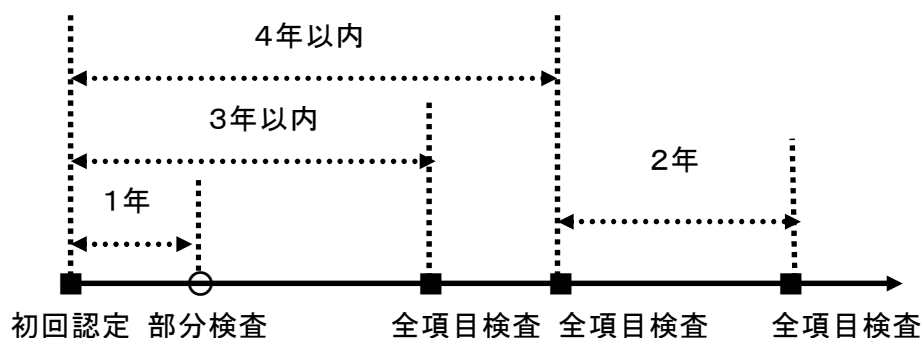 4年以内
3年以内
2年
1年
初回認定 部分検査 全項目検査 全項目検査 全項目検査